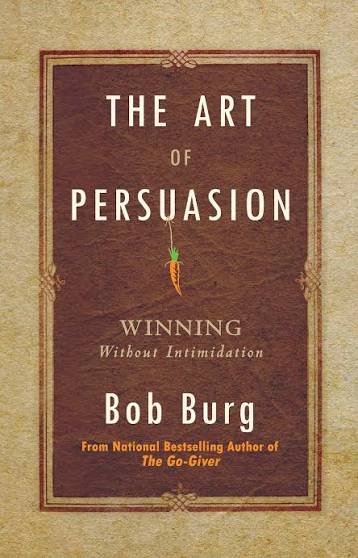 THE ART
OF
PERSUASION
WINNING
Without Intimidation
Bob Burg
From National Bestselling Author of
The Go-Giver